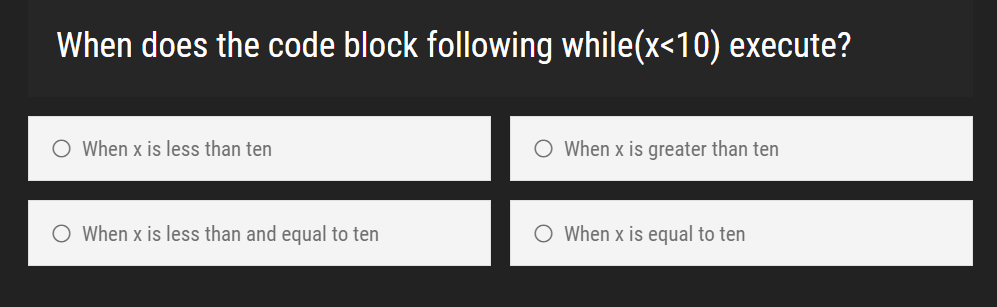 When does the code block following while(x<10) execute?
When x is less than ten
When x is greater than ten
When x is less than and equal to ten
When x is equal to ten